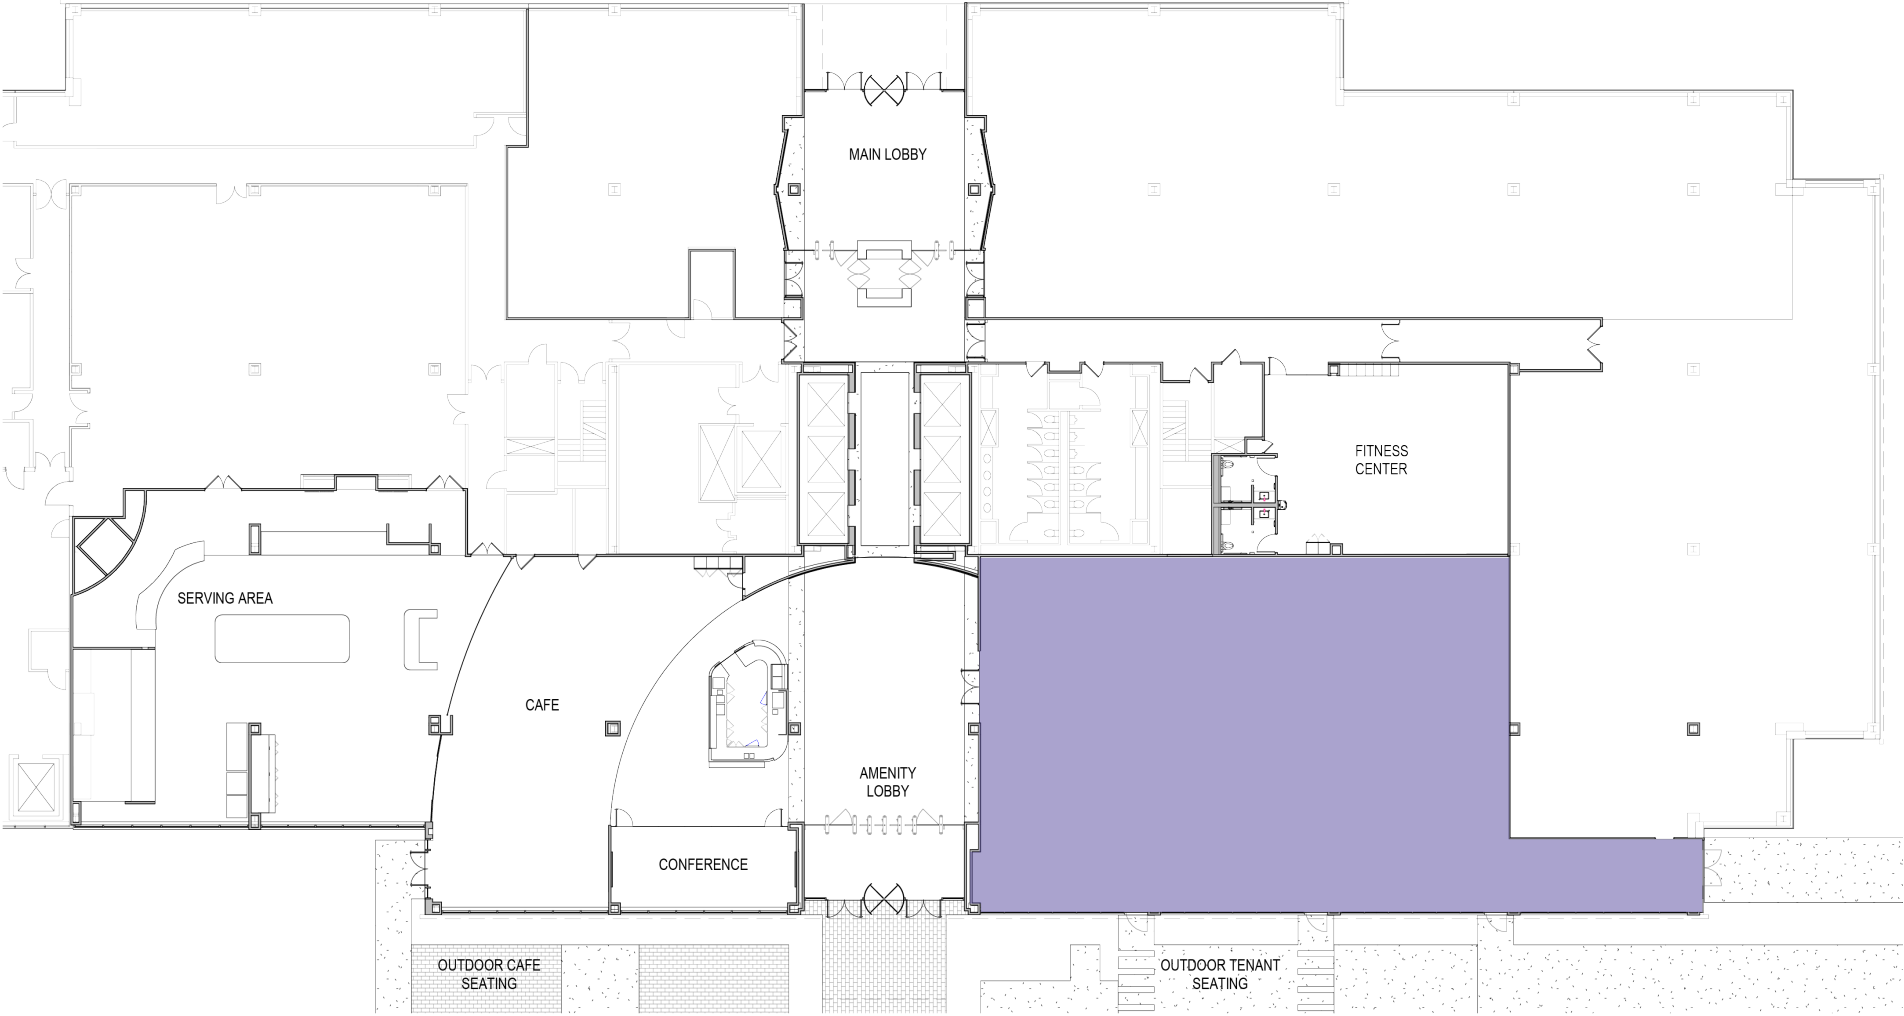 MAIN LOBBY
FITNESS
CENTER
SERVING AREA
CAFE
AMENITY
LOBBY
CONFERENCE
OUTDOOR CAFE
SEATING
OUTDOOR TENANT
SEATING